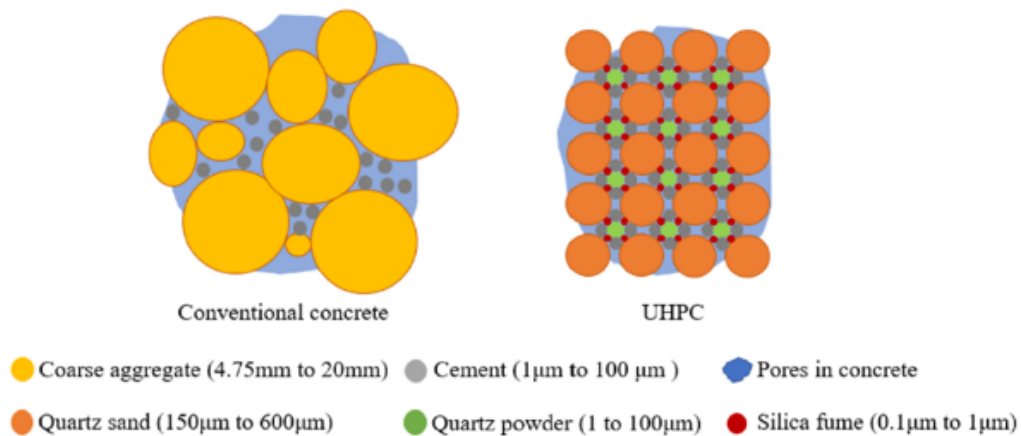 Conventional concrete UHPC
Coarse aggregate (4.75mm to 20mm) Cement (1μm to 100 μm ) Pores in concrete
Quartz sand (150μm to 600μm) Quartz powder (1 to 100μm) Silica fume (0.1μm to 1μm)